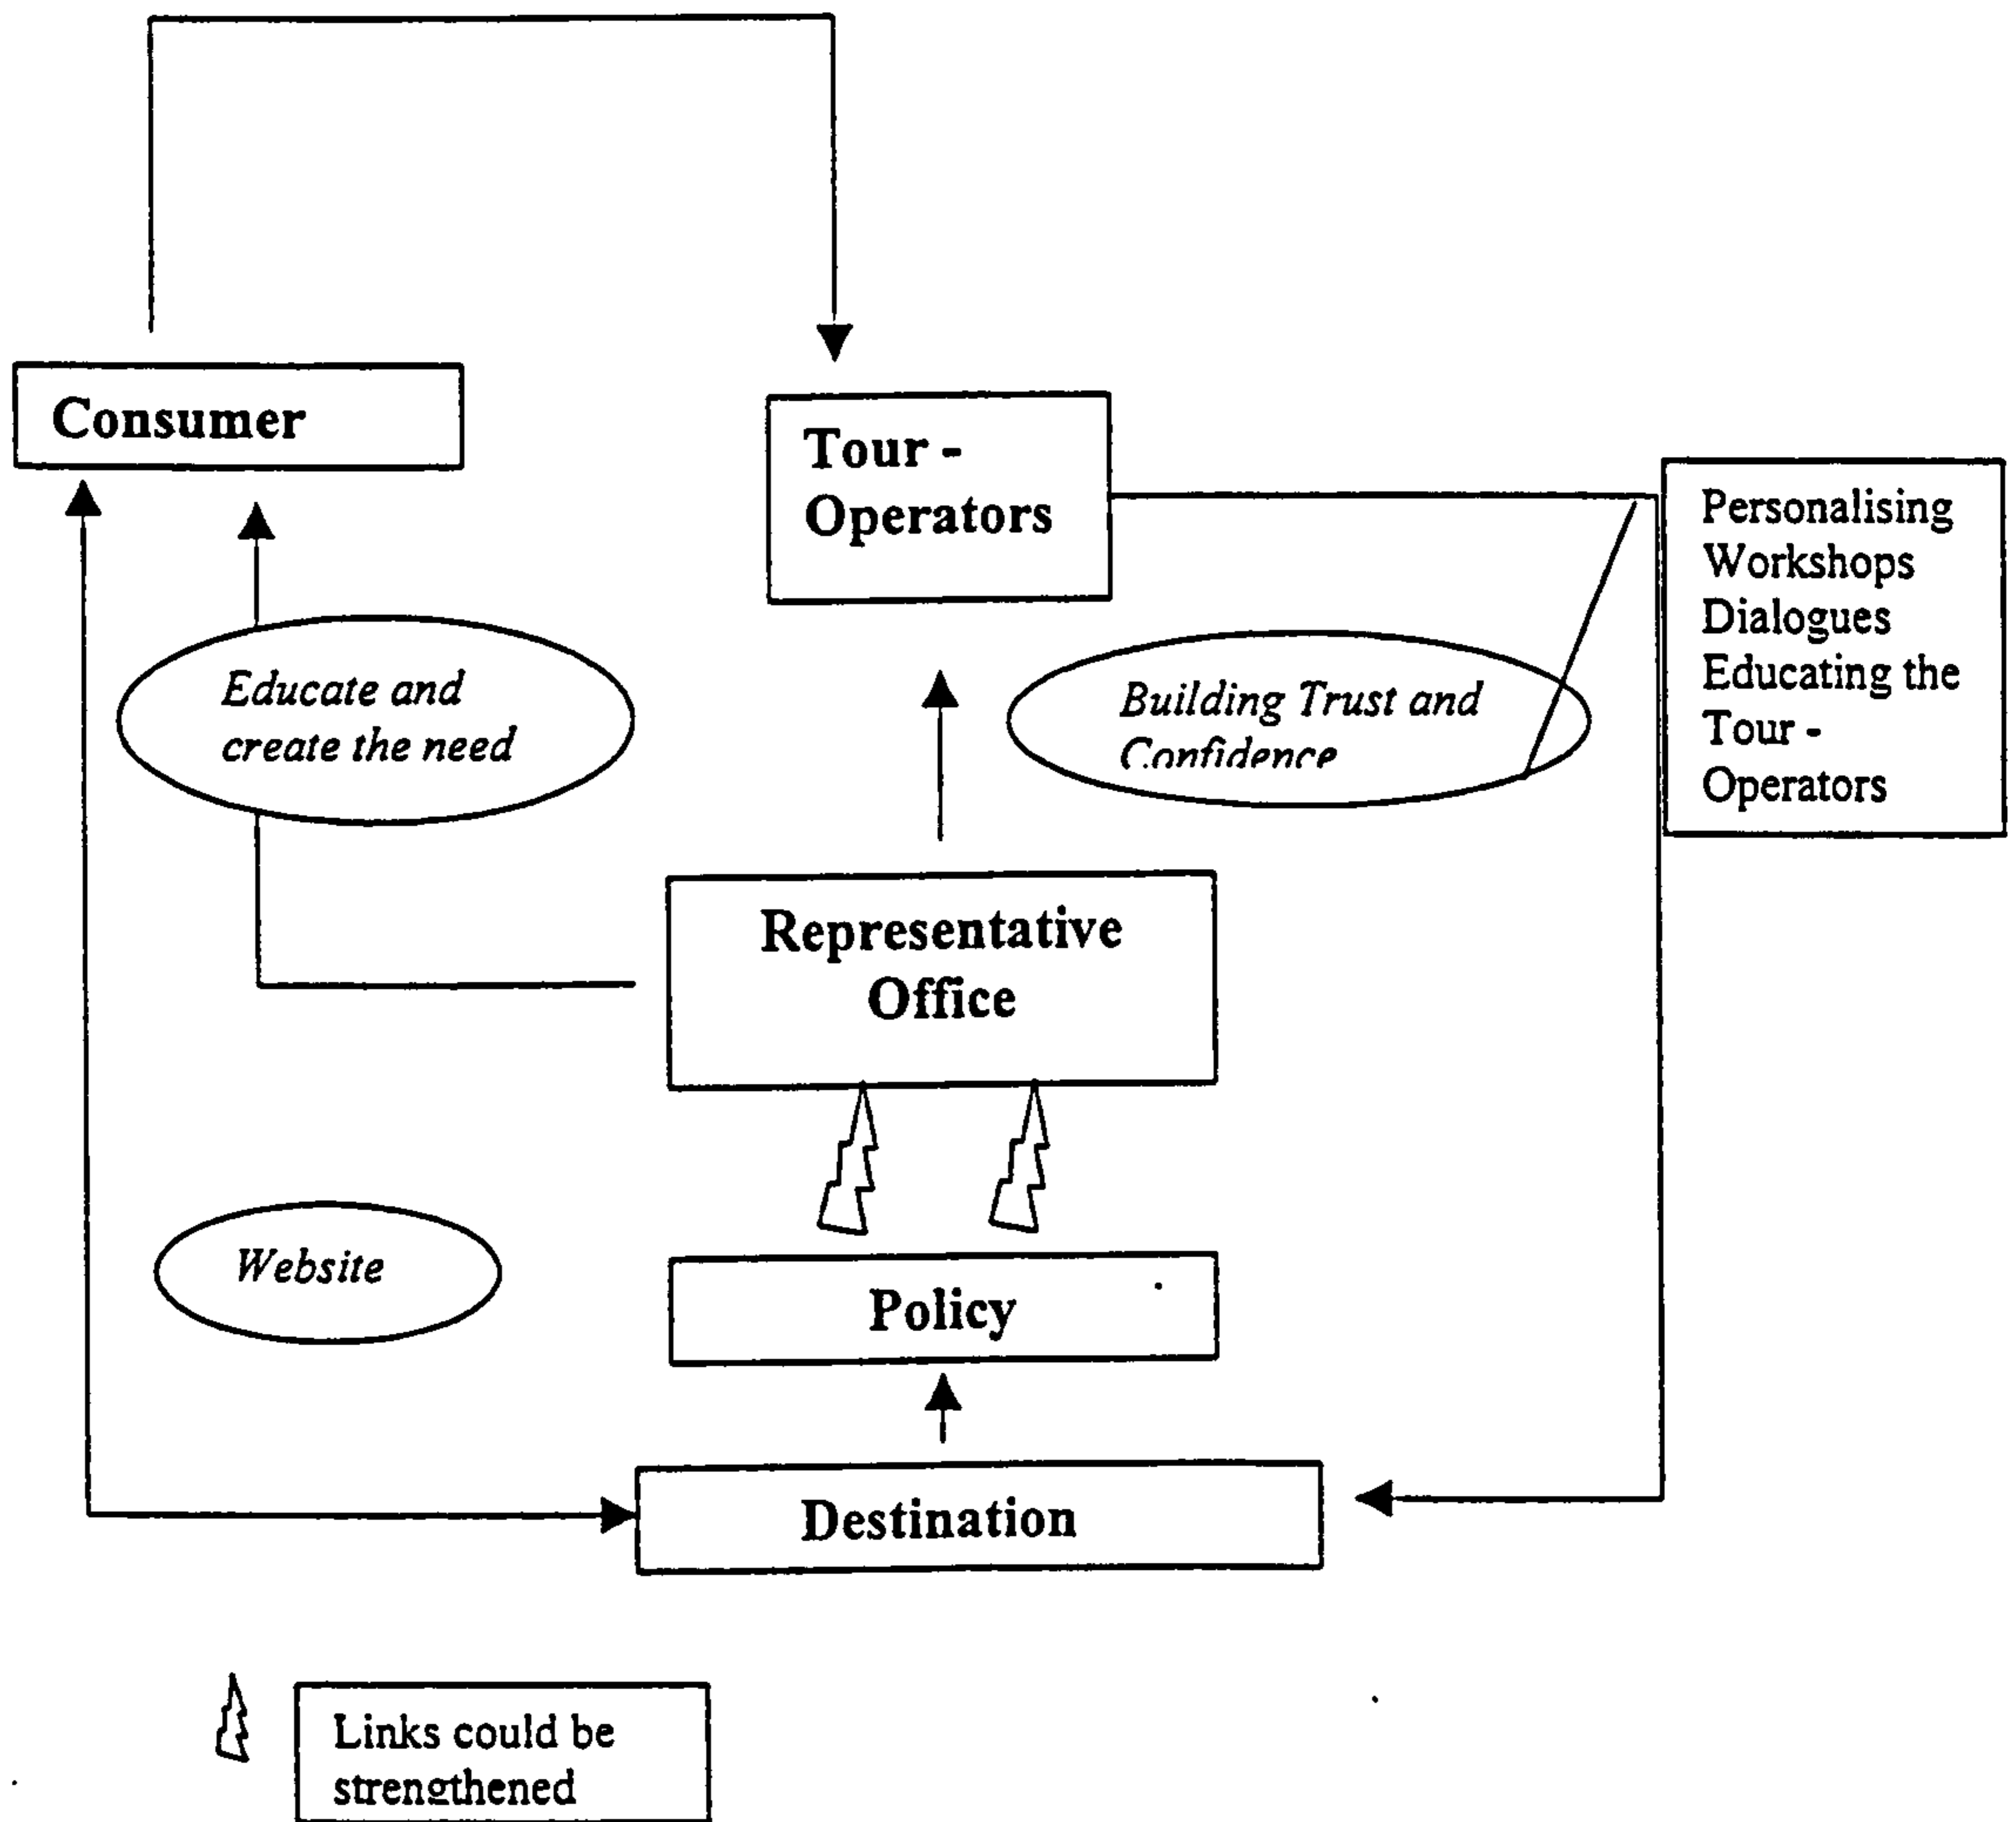 Consumer
Tour -
Operators
Personalising
Workshops
Dialogues
Educating the
Tour -
Operators
Educate and
create the need
Building Trust and
Confidence
Representative
Office
Website
Policy
Destination
Links could be
strengthened